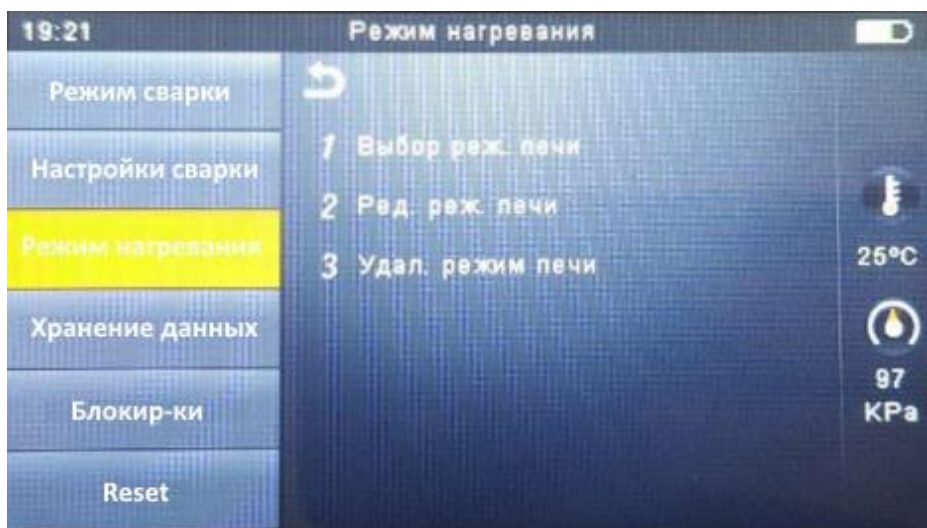 19:21 Режим нагревания
Режим сварки
Настройки сварки
Режим нагревания
Хранение данных
Блокир-ки
Reset
1 Выбор реж. печи
2 Ред. реж. печи
3 Удал. режим печи
25°C
97
KPa